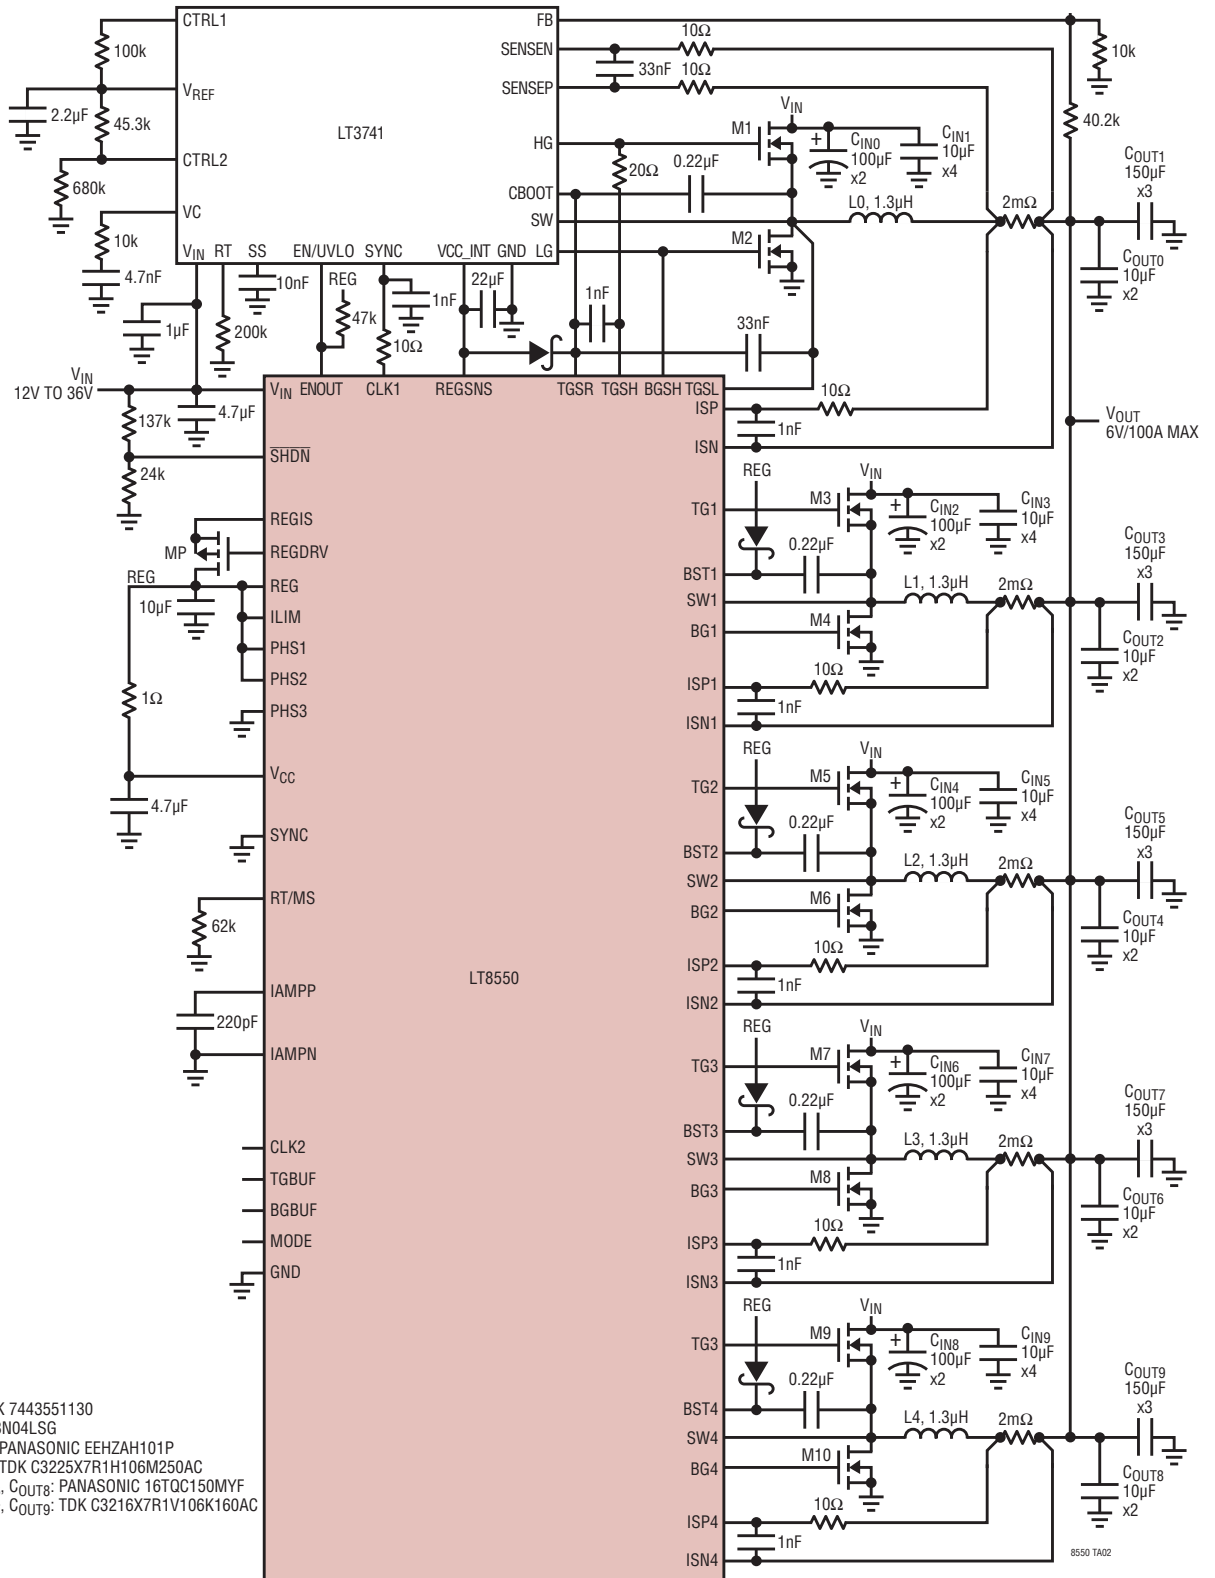 CTRL1
FB
10Ω
SENSEN
100k
10k
33nF
10Ω
VREF
SENSEP
2.2µF
45.3k
LT3741
VIN
M1
40.2k
CIN1
10µF
x4
CIN0
100µF
x2
HG
CTRL2
20Ω
0.22µF
COUT1
150µF
x3
680k
CBOOT
L0, 1.3µH
2mΩ
VC
SW
10k
M2
VIN
RT
SS
EN/UVLO
SYNC
VCC_INT
GND
LG
COUT0
10µF
x2
4.7nF
10nF
REG
22µF
1nF
1nF
47k
33nF
1µF
200k
10Ω
VIN
12V TO 36V
VIN
ENOUT
CLK1
REGSNS
TGSR
TGSH
BGSH
TGSL
10Ω
ISP
4.7µF
137k
1nF
VOUT
6V/100A MAX
ISN
SHDN
24k
REG
VIN
M3
CIN2
100µF
x2
CIN3
10µF
x4
TG1
REGIS
MP
REGDRV
0.22µF
COUT3
150µF
x3
REG
REG
BST1
L1, 1.3µH
2mΩ
10µF
SW1
ILIM
M4
BG1
PHS1
COUT2
10µF
x2
PHS2
10Ω
ISP1
1Ω
1nF
PHS3
ISN1
REG
VIN
VCC
M5
CIN4
100µF
x2
CIN5
10µF
x4
TG2
4.7µF
0.22µF
COUT5
150µF
x3
SYNC
BST2
L2, 1.3µH
2mΩ
SW2
RT/MS
M6
BG2
62k
COUT4
10µF
x2
10Ω
ISP2
LT8550
1nF
IAMPP
ISN2
220pF
REG
VIN
IAMPN
M7
CIN6
100µF
x2
CIN7
10µF
x4
TG3
0.22µF
COUT7
150µF
x3
BST3
CLK2
L3, 1.3µH
2mΩ
SW3
TGBUF
M8
BG3
BGBUF
COUT6
10µF
x2
10Ω
MODE
ISP3
1nF
GND
ISN3
REG
VIN
M9
CIN8
100µF
x2
CIN9
10µF
x4
TG3
0.22µF
COUT9
150µF
x3
K 7443551130
BST4
L4, 1.3µH
2mΩ
N04LSG
SW4
PANASONIC EEHZAH101P
M10
BG4
TDK C3225X7R1H106M250AC
COUT8
10µF
x2
, COUT8: PANASONIC 16TQC150MYF
, COUT9: TDK C3216X7R1V106K160AC
10Ω
ISP4
1nF
ISN4
8550 TA02